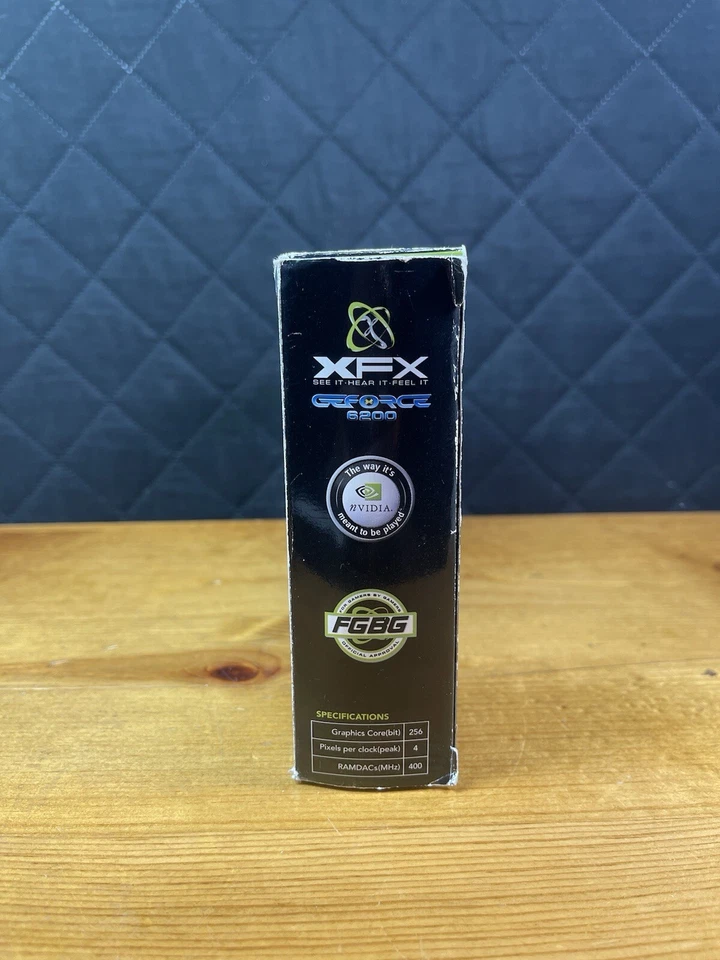 XFX
SEE IT·HEAR IT·FEEL IT
GEFORCE
6200
The way it's
nVIDIA.
meant to be played
FOR GAMERS BY GAMERS
FGBG
OFFICIAL APPROVAL
SPECIFICATIONS
Graphics Core(bit) 256
Pixels per clock(peak) 4
RAMDACs(MHz) 400